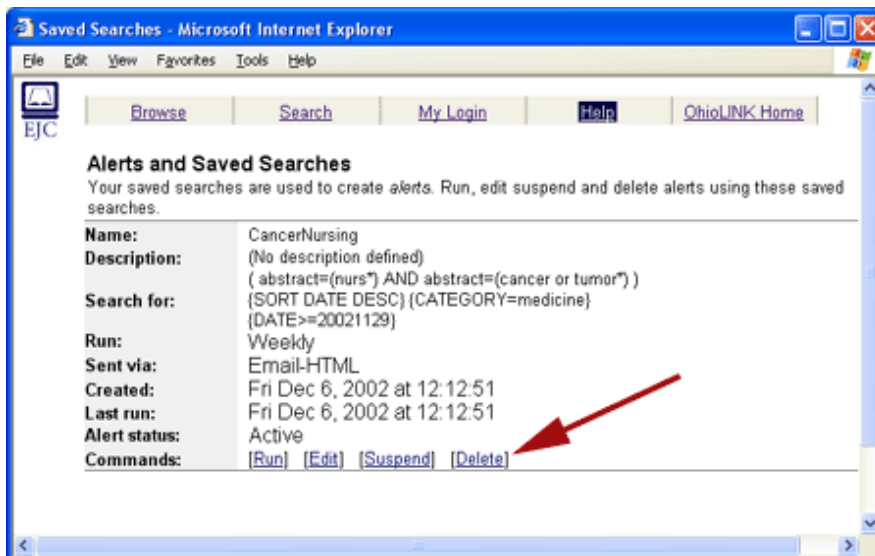 Saved Searches - Microsoft Internet Explorer
File Edit View Favorites Tools Help
EJC
Browse Search My Login Help OhioLINK Home
Alerts and Saved Searches
Your saved searches are used to create alerts. Run, edit suspend and delete alerts using these saved
searches.
Name: CancerNursing
Description: (No description defined)
( abstract=(nurs*) AND abstract=(cancer or tumor*) )
Search for: {SORT DATE DESC} {CATEGORY=medicine}
{DATE>=20021129}
Run: Weekly
Sent via: Email-HTML
Created: Fri Dec 6, 2002 at 12:12:51
Last run: Fri Dec 6, 2002 at 12:12:51
Alert status: Active
Commands: [Run] [Edit] [Suspend] [Delete]